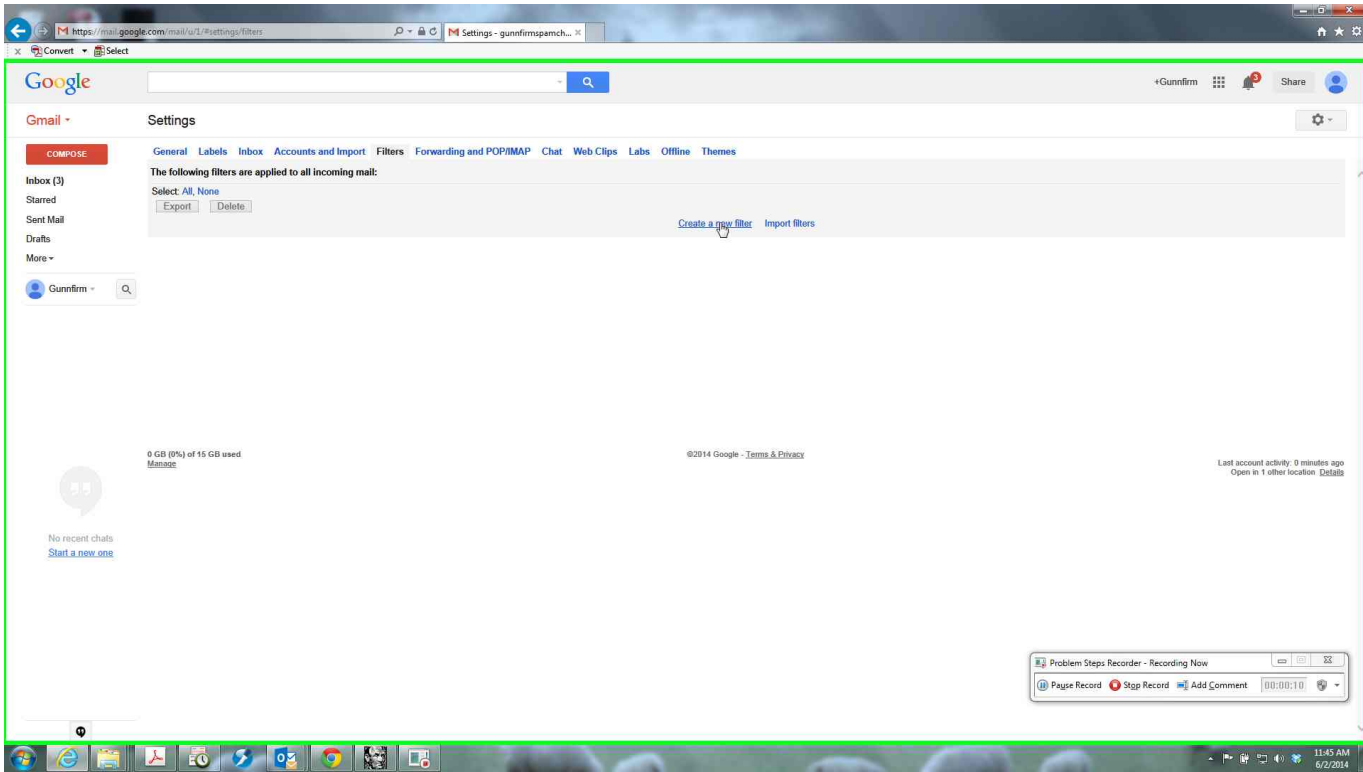 https://mail.google.com/mail/u/1/#settings/filters
Settings - gunnfirmspamch...
x Convert Select
Google
+Gunnfirm 3 Share
Gmail
Settings
COMPOSE
General Labels Inbox Accounts and Import Filters Forwarding and POP/IMAP Chat Web Clips Labs Offline Themes
The following filters are applied to all incoming mail:
Inbox (3)
Select: All, None
Starred
Export Delete
Sent Mail
Create a new filter Import filters
Drafts
More
Gunnfirm
0 GB (0%) of 15 GB used
Manage
©2014 Google - Terms & Privacy
Last account activity: 0 minutes ago
Open in 1 other location Details
No recent chats
Start a new one
Problem Steps Recorder - Recording Now
Pause Record Stop Record Add Comment 00:00:10
11:45 AM
6/2/2014